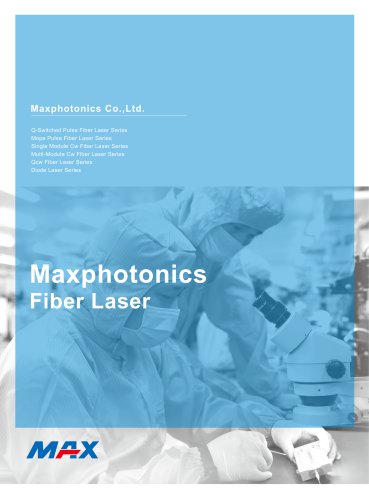 Maxphotonics Co.,Ltd.
Q-Switched Pulse Fiber Laser Series
Mopa Pulse Fiber Laser Series
Single Module Cw Fiber Laser Series
Multi-Module Cw Fiber Laser Series
Qcw Fiber Laser Series
Diode Laser Series
Maxphotonics
Fiber Laser
MAX